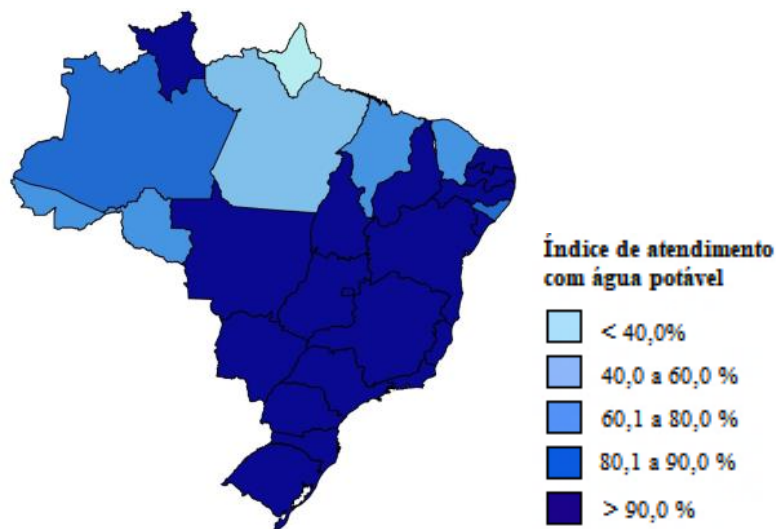 Índice de atendimento
com água potável
< 40,0%
40,0 a 60,0 %
60,1 a 80,0 %
80,1 a 90,0 %
> 90,0 %